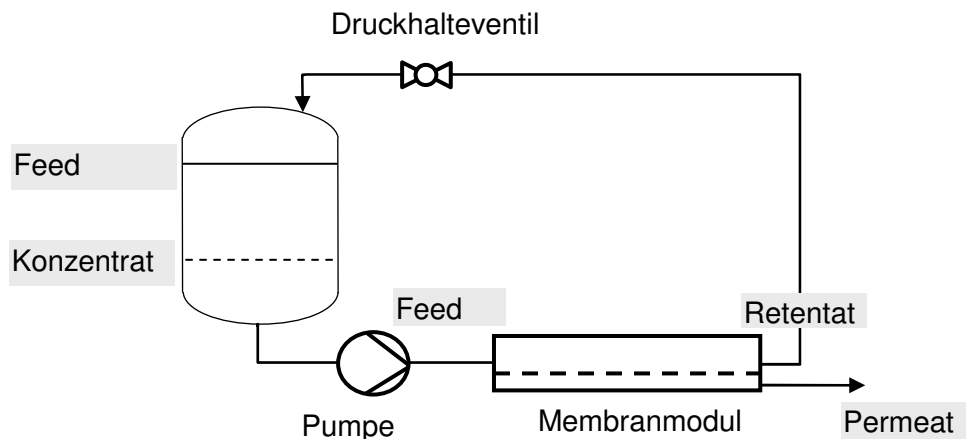 Druckhalteventil
Feed
Konzentrat
Feed
Retentat
Pumpe
Membranmodul
Permeat